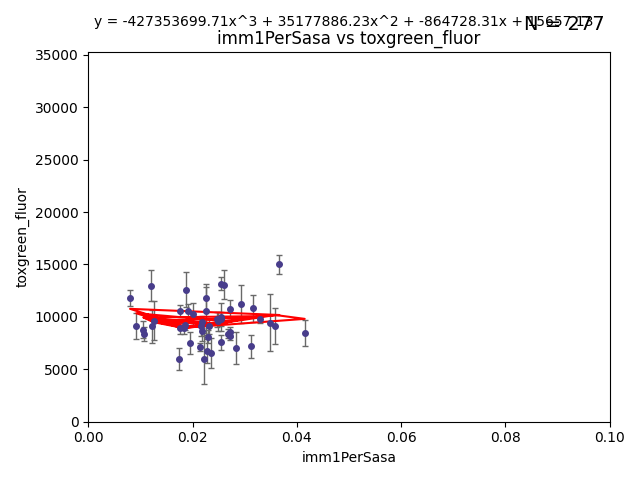 y = -427353699.71x^3 + 35177886.23x^2 + -864728.31x +
N = 277
imm1PerSasa vs toxgreen_fluor
35000
30000
25000
20000
15000
10000
5000
0
toxgreen_fluor
0.00 0.02 0.04 0.06 0.08 0.10
imm1PerSasa